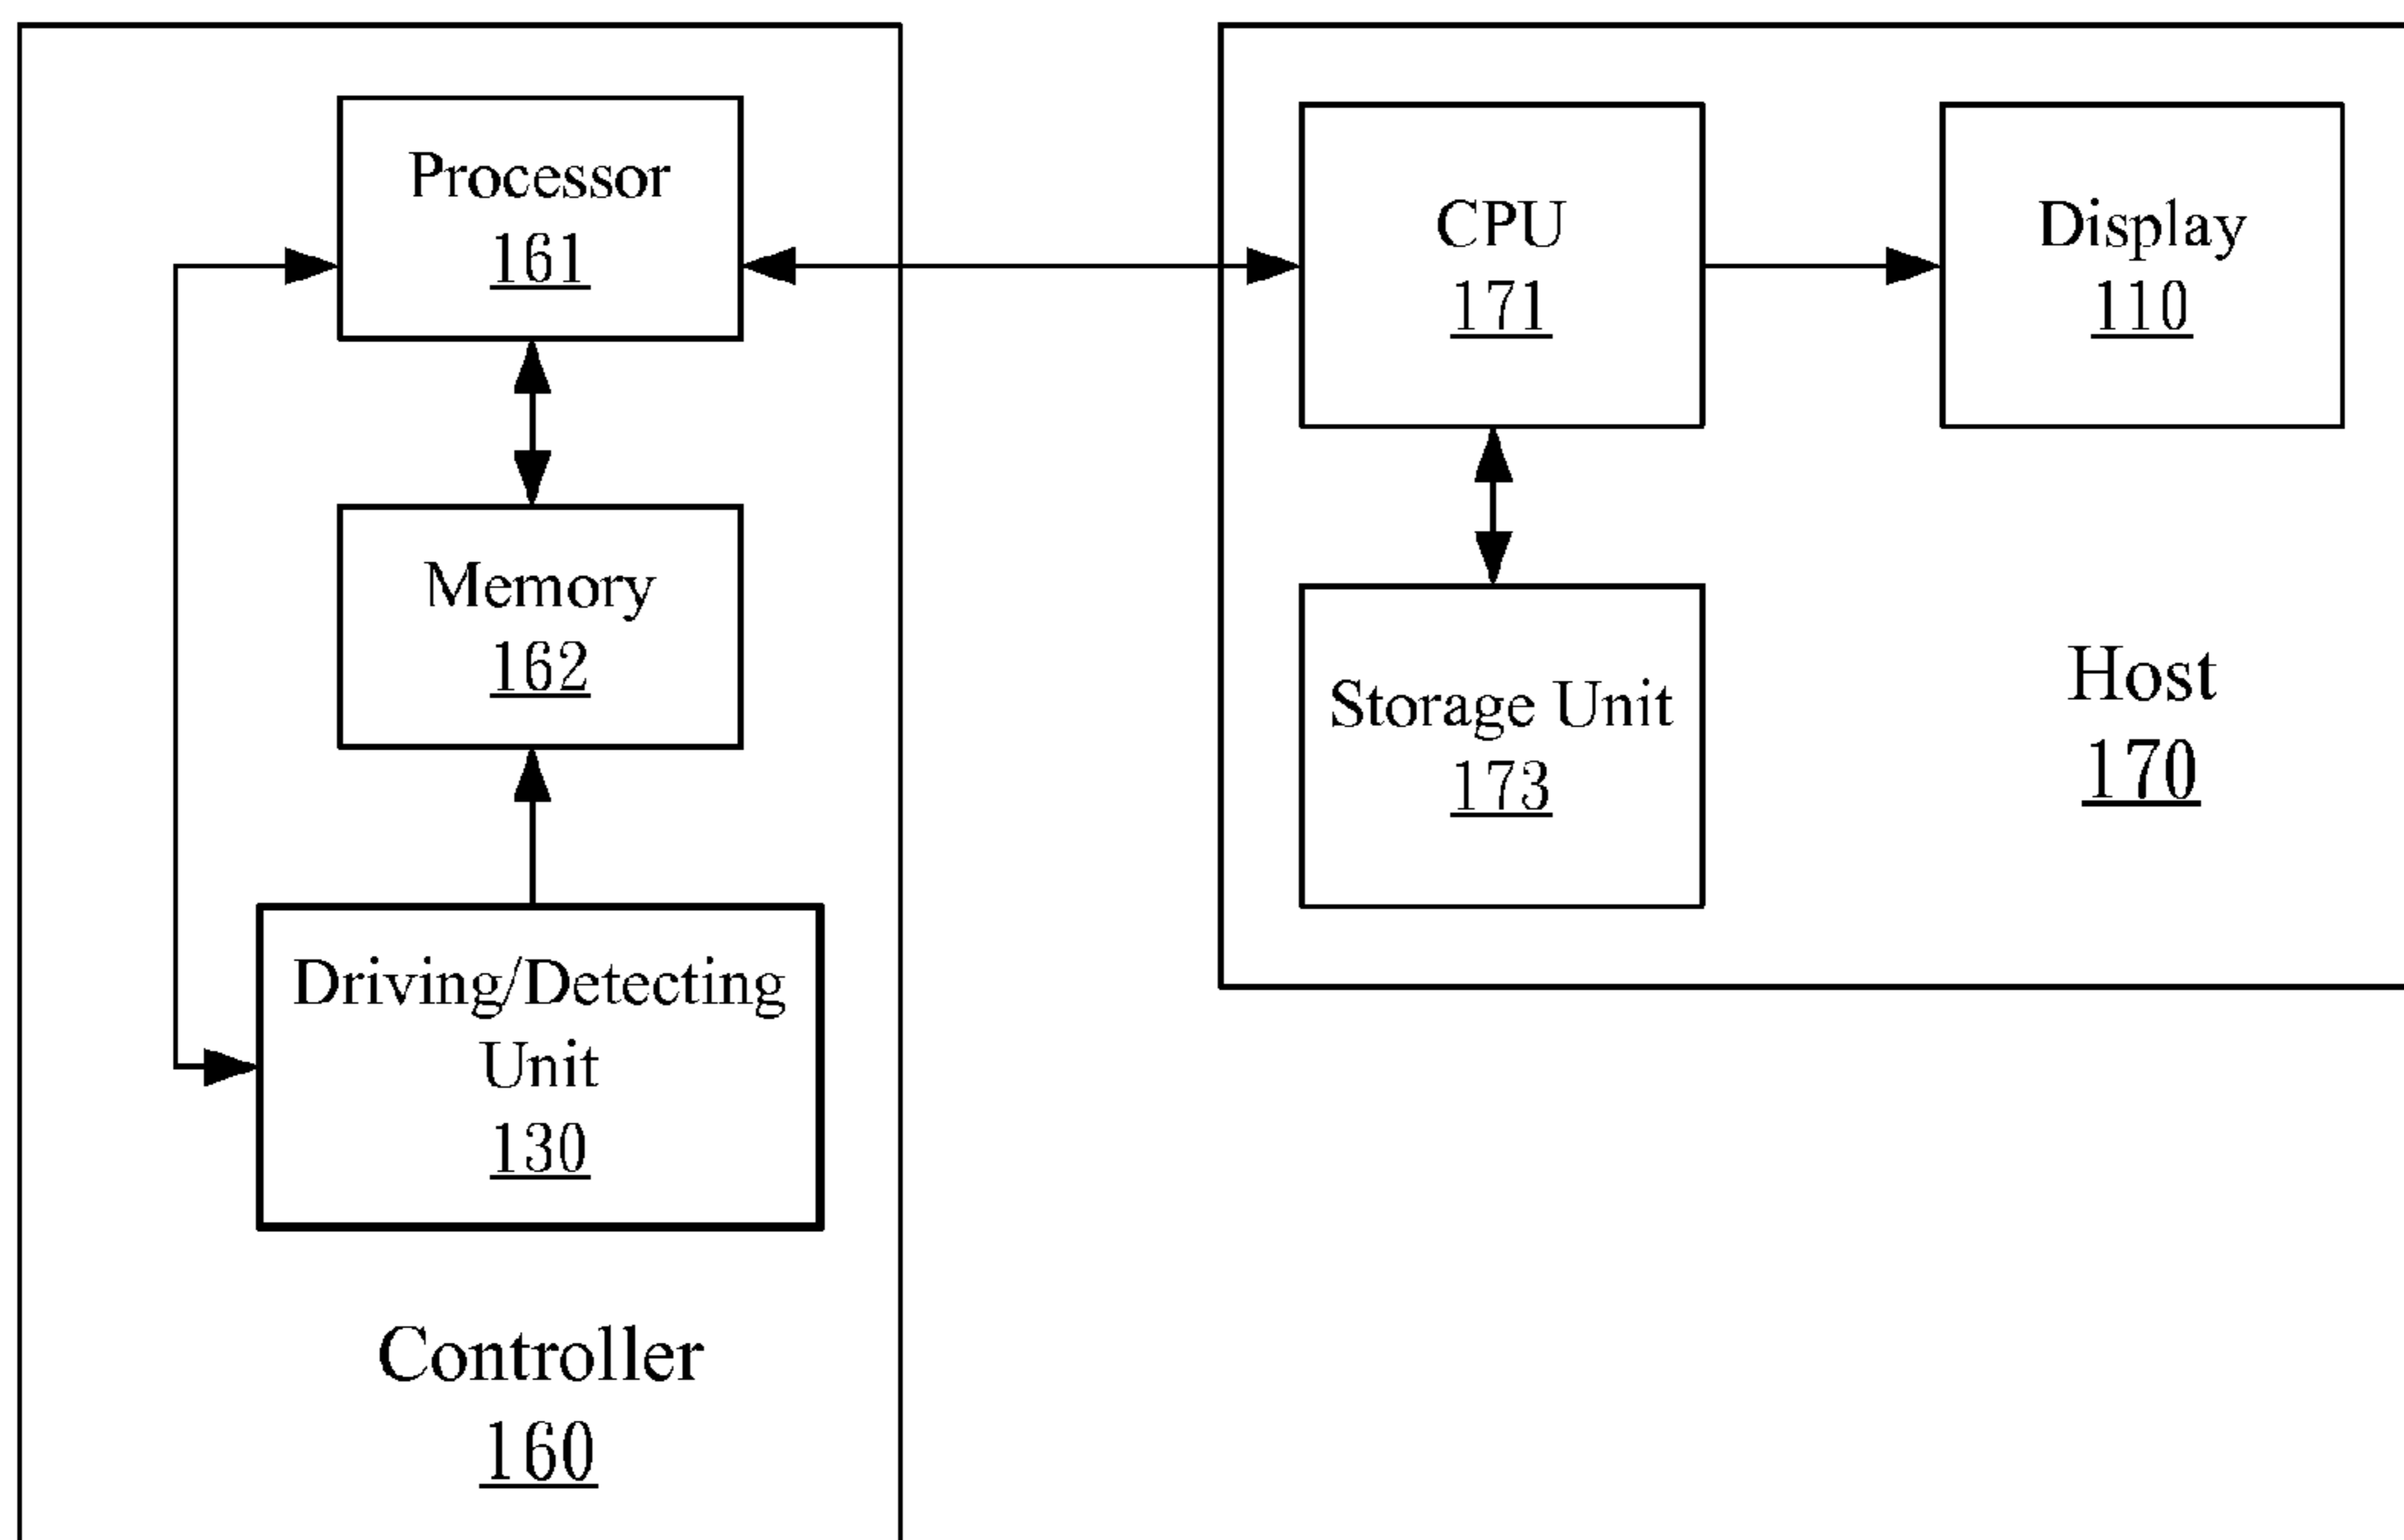 Processor
161
Memory
162
Driving/Detecting
Unit
130
Controller
160
CPU
171
Display
110
Storage Unit
173
Host
170